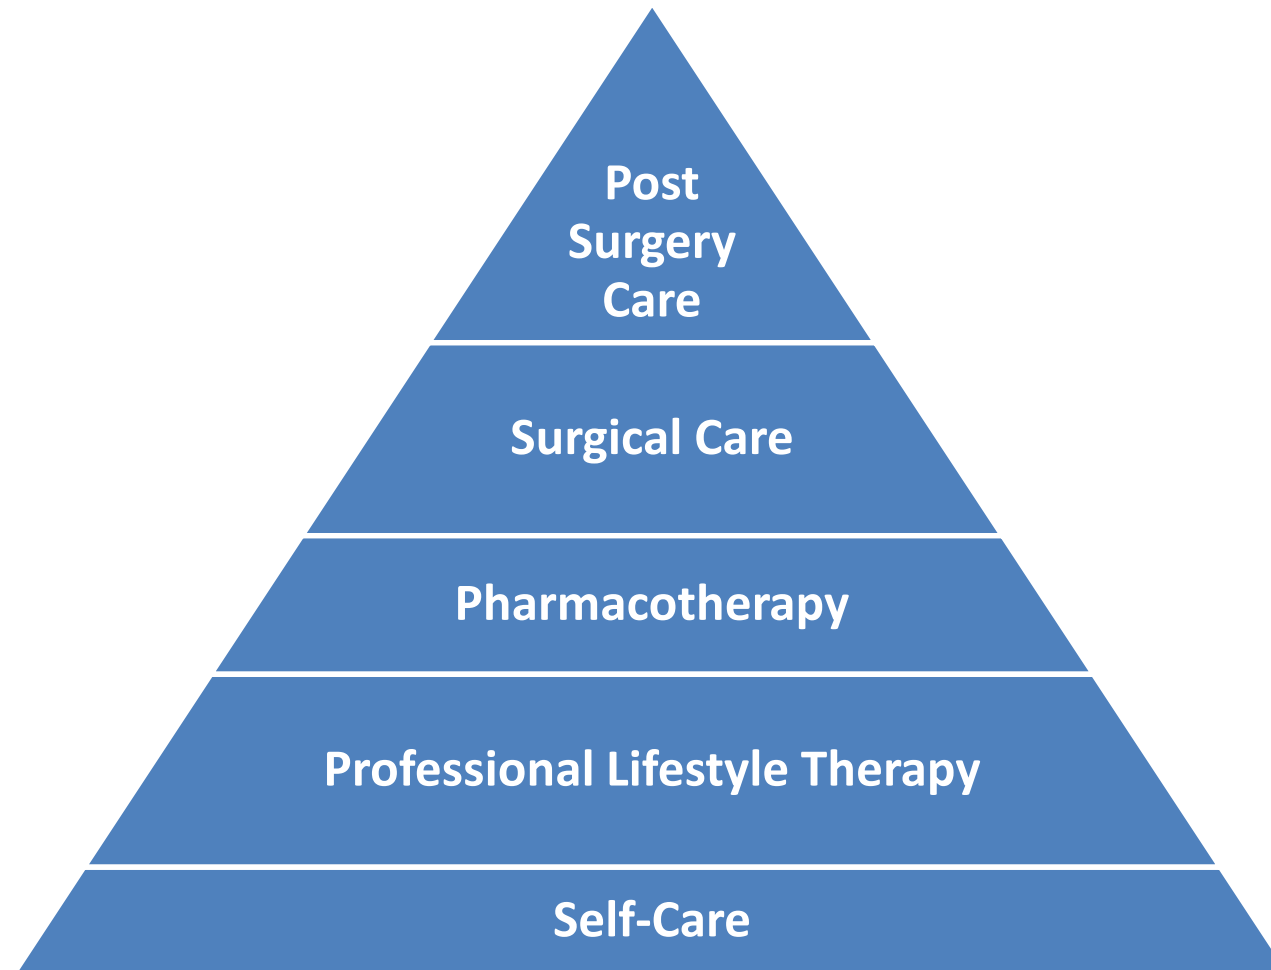 Post
Surgery
Care
Surgical Care
Pharmacotherapy
Professional Lifestyle Therapy
Self-Care